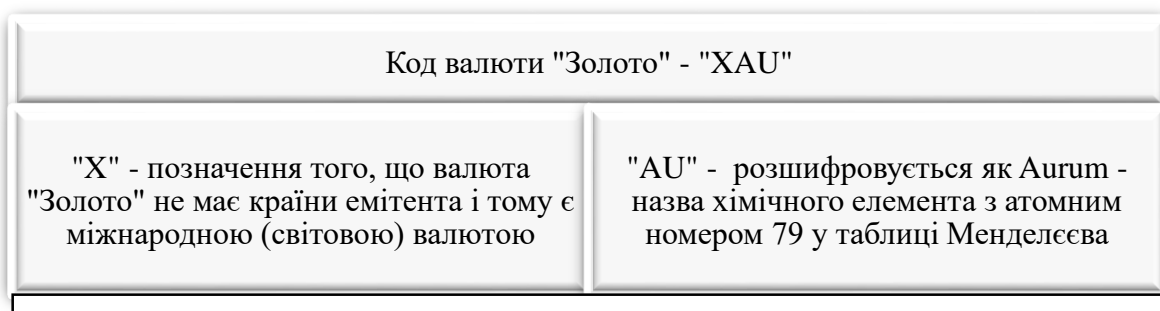 Код валюти "Золото" - "XAU"
"X" - позначення того, що валюта
"Золото" не має країни емітента і тому є
міжнародною (світовою) валютою
"AU" - розшифровується як Aurum -
назва хімічного елемента з атомним
номером 79 у таблиці Менделєєва